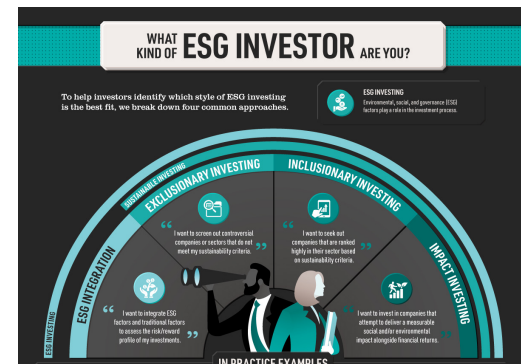 WHAT KIND OF ESG INVESTOR ARE YOU?
To help investors identify which style of ESG investing
is the best fit, we break down four common approaches.
ESG INVESTING
Environmental, social, and governance (ESG)
factors play a role in the investment process.
ESG INVESTING
SUSTAINABLE INVESTING
ESG INTEGRATION
“ I want to integrate ESG
factors and traditional factors
to assess the risk/reward
profile of my investments. ”
EXCLUSIONARY INVESTING
“ I want to screen out controversial
companies or sectors that do not
meet my sustainability criteria. ”
INCLUSIONARY INVESTING
“ I want to seek out
companies that are ranked
highly in their sector based
on sustainability criteria. ”
IMPACT INVESTING
“ I want to invest in companies that
attempt to deliver a measurable
social and/or environmental
impact alongside financial returns. ”
IN PRACTICE EXAMPLES